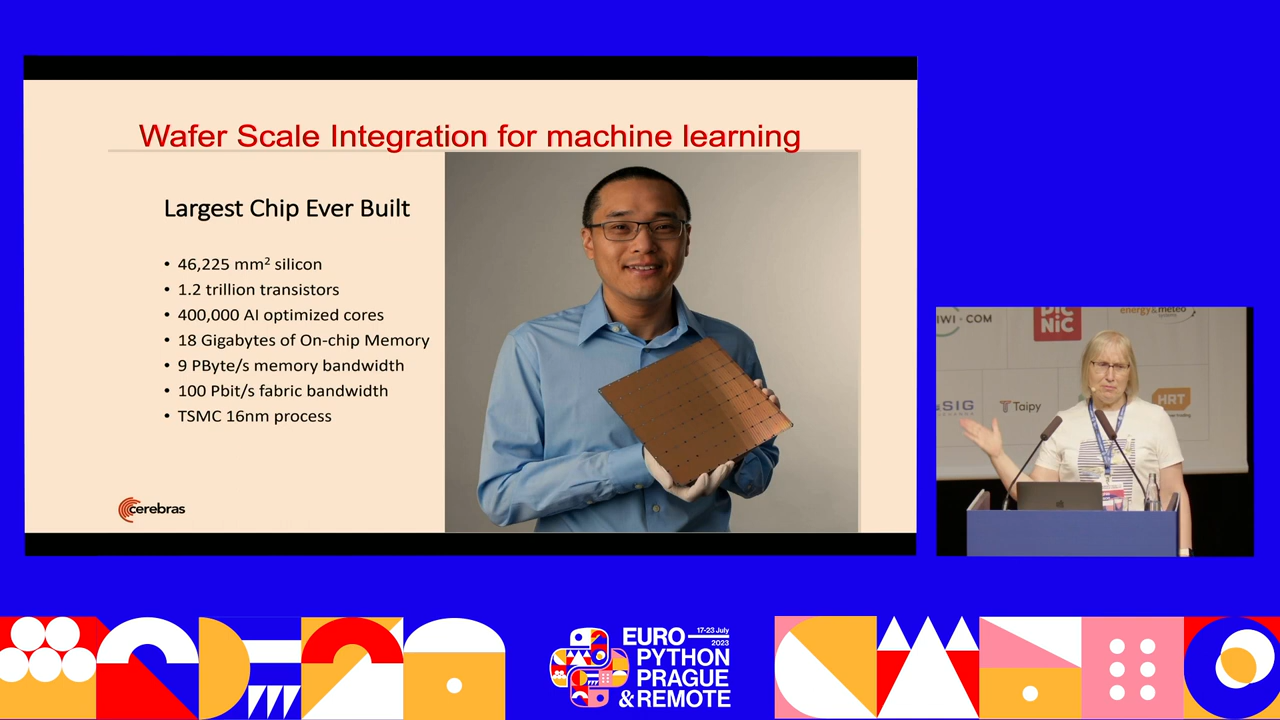 Wafer Scale Integration for machine learning
Largest Chip Ever Built
• 46,225 mm² silicon
• 1.2 trillion transistors
• 400,000 AI optimized cores
• 18 Gigabytes of On-chip Memory
• 9 PByte/s memory bandwidth
• 100 Pbit/s fabric bandwidth
• TSMC 16nm process
cerebras
IWI·COM
PIC
NIC
energy&meteo
SIG
Taipy
HRT
EURO
17-23 July
2023
PYTHON
PRAGUE
&REMOTE